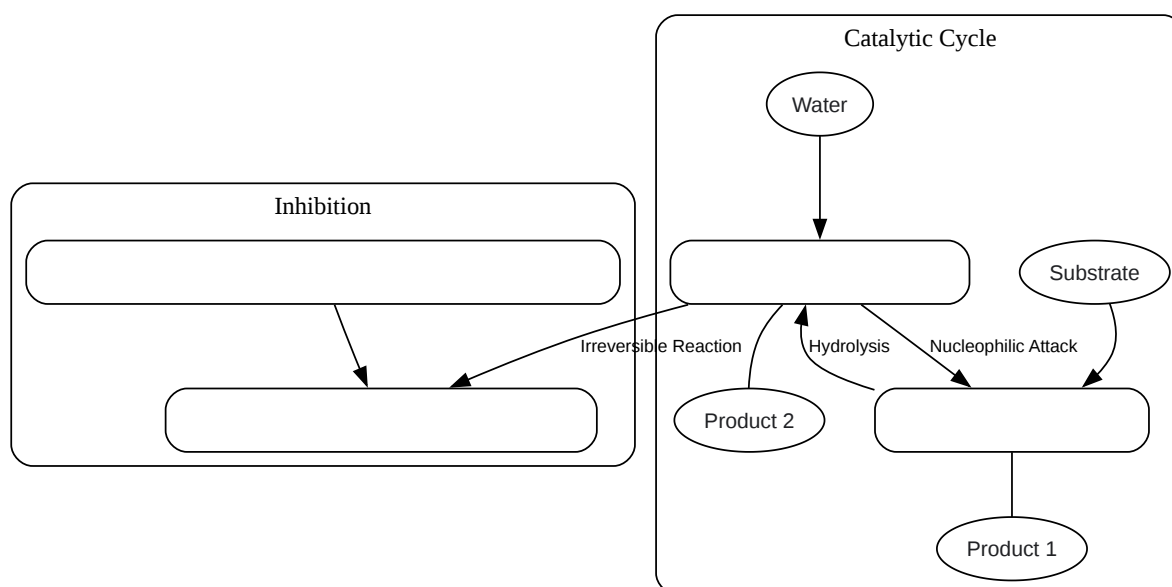 Catalytic Cycle
Water
Inhibition
Substrate
Irreversible Reaction
Hydrolysis
Nucleophilic Attack
Product 2
Product 1